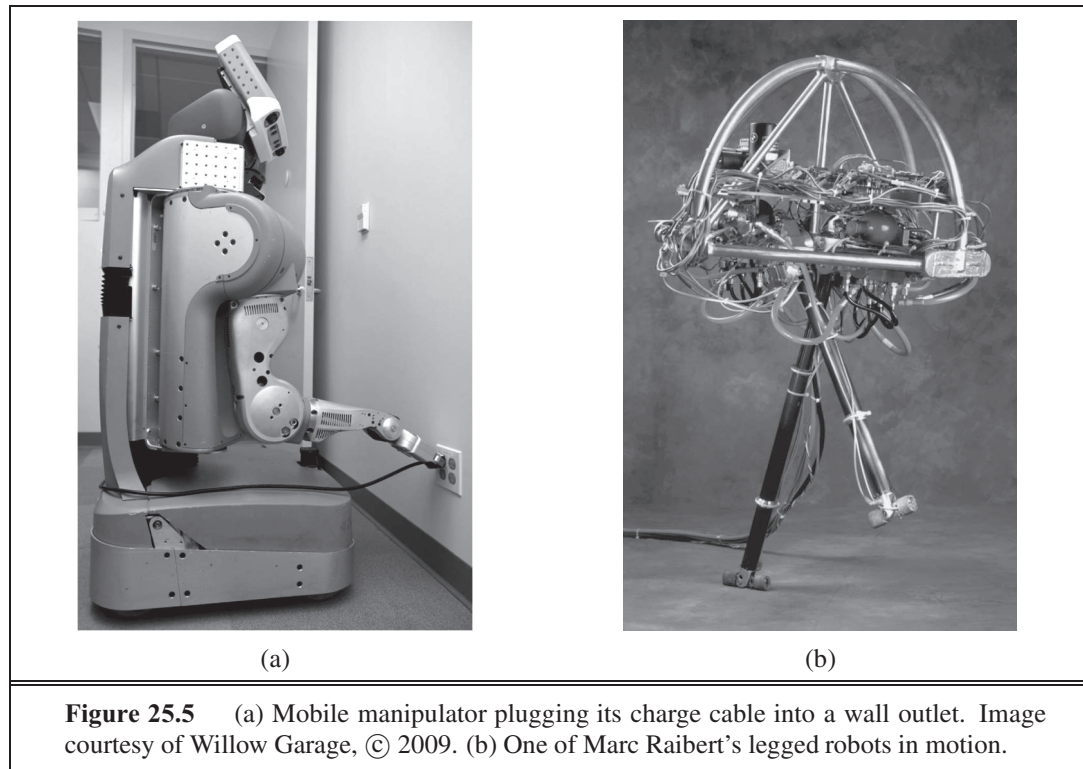 (a)
(b)
Figure 25.5 (a) Mobile manipulator plugging its charge cable into a wall outlet. Image
courtesy of Willow Garage, © 2009. (b) One of Marc Raibert's legged robots in motion.